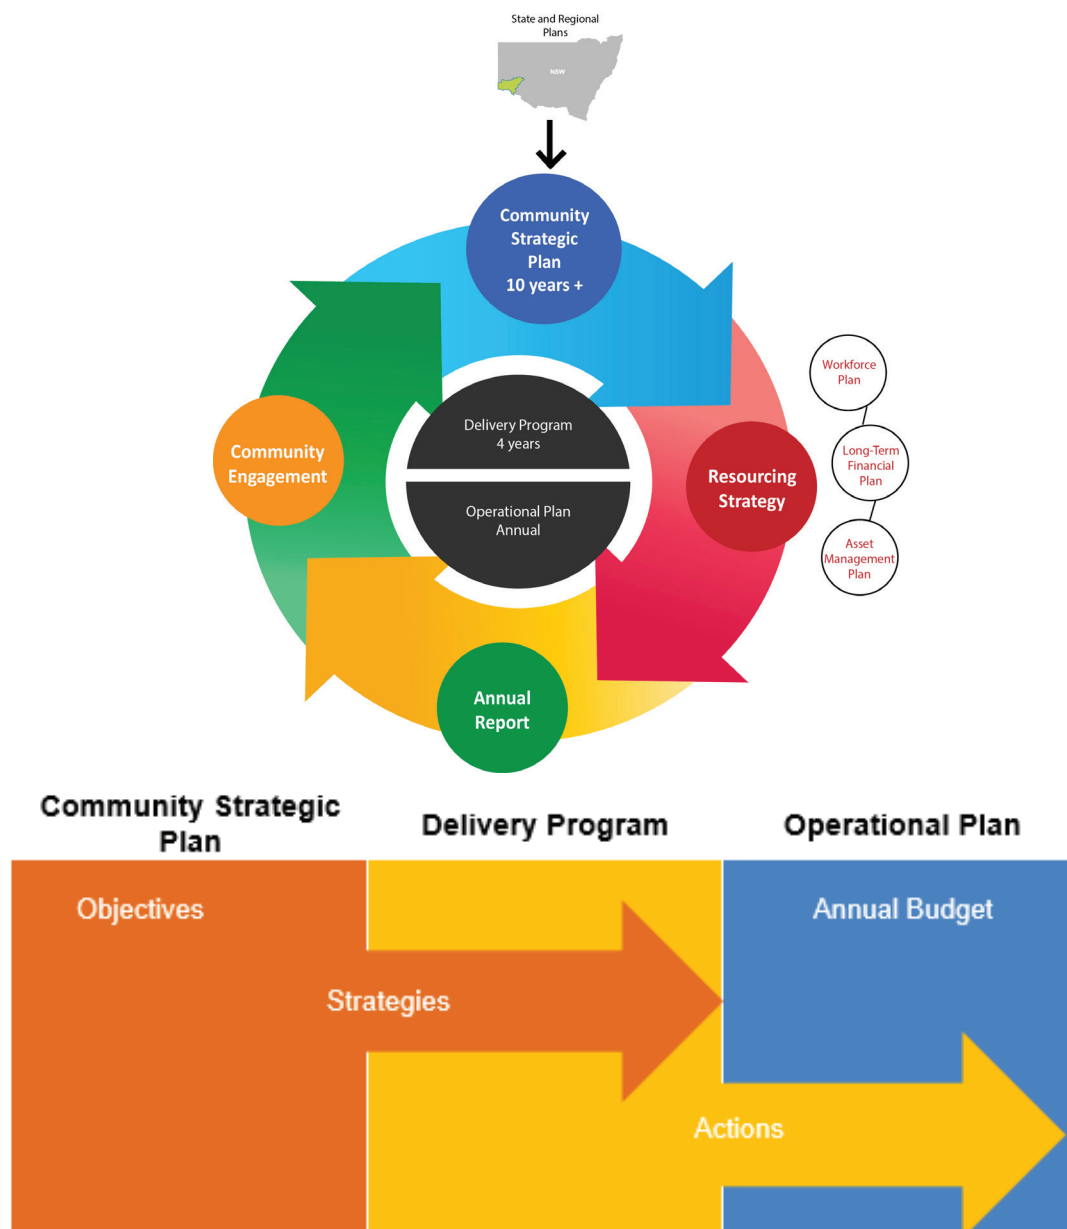 State and Regional
Plans
NSW
Community
Strategic
Plan
10 years +
Workforce
Plan
Delivery Program
4 years
Community
Engagement
Long-Term
Financial
Plan
Resourcing
Strategy
Operational Plan
Annual
Asset
Management
Plan
Annual
Report
Community Strategic
Plan
Delivery Program
Operational Plan
Objectives
Annual Budget
Strategies
Actions